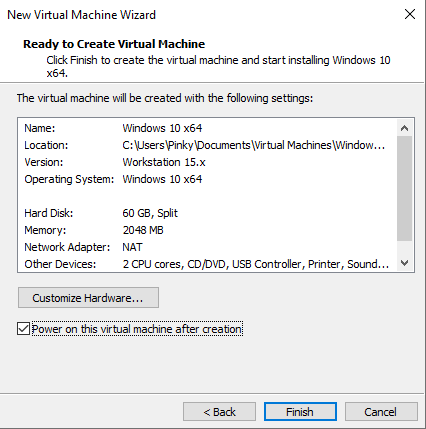 New Virtual Machine Wizard
Ready to Create Virtual Machine
Click Finish to create the virtual machine and start installing Windows 10
x64.
The virtual machine will be created with the following settings:
Name: Windows 10 x64
Location: C:\Users\Pinky\Documents\Virtual Machines\Window...
Version: Workstation 15.x
Operating System: Windows 10 x64
Hard Disk: 60 GB, Split
Memory: 2048 MB
Network Adapter: NAT
Other Devices: 2 CPU cores, CD/DVD, USB Controller, Printer, Sound...
Customize Hardware...
Power on this virtual machine after creation
< Back Finish Cancel